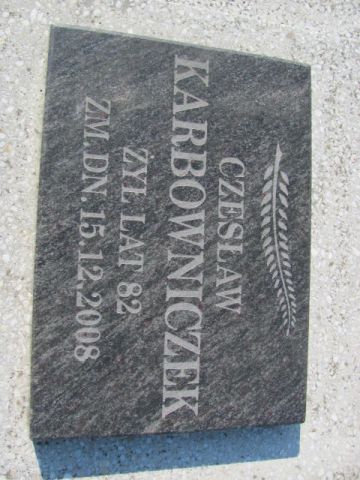 CZESŁAW
KARBOWNICZEK
ŻYŁ LAT 82
ZM. DN. 15.12.2008